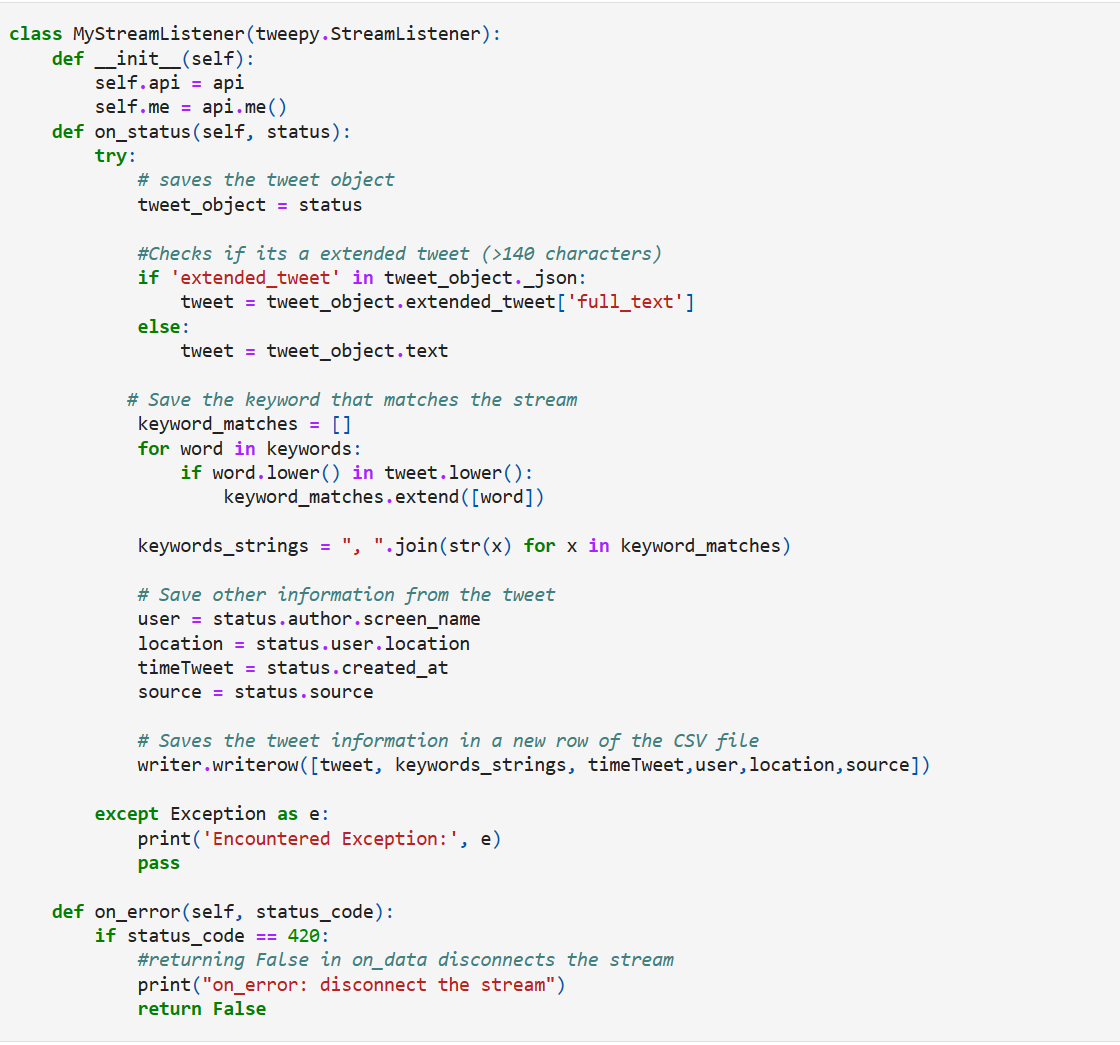 class MyStreamListener(tweepy.StreamListener):
    def __init__(self):
        self.api = api
        self.me = api.me()
    def on_status(self, status):
        try:
            # saves the tweet object
            tweet_object = status

            #Checks if its a extended tweet (>140 characters)
            if 'extended_tweet' in tweet_object._json:
                tweet = tweet_object.extended_tweet['full_text']
            else:
                tweet = tweet_object.text

           # Save the keyword that matches the stream
            keyword_matches = []
            for word in keywords:
                if word.lower() in tweet.lower():
                    keyword_matches.extend([word])

            keywords_strings = ", ".join(str(x) for x in keyword_matches)

            # Save other information from the tweet
            user = status.author.screen_name
            location = status.user.location
            timeTweet = status.created_at
            source = status.source

            # Saves the tweet information in a new row of the CSV file
            writer.writerow([tweet, keywords_strings, timeTweet,user,location,source])

        except Exception as e:
            print('Encountered Exception:', e)
            pass

    def on_error(self, status_code):
        if status_code == 420:
            #returning False in on_data disconnects the stream
            print("on_error: disconnect the stream")
            return False